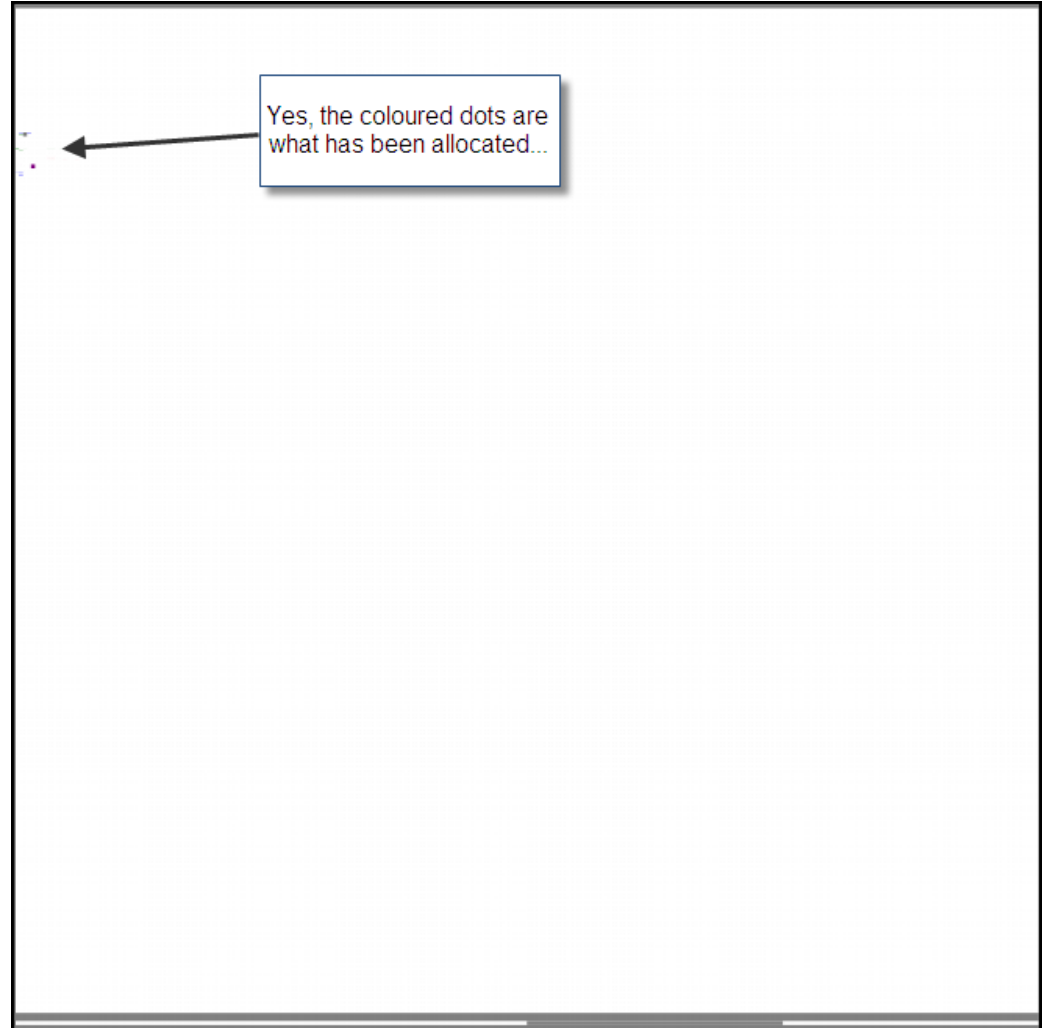 Yes, the coloured dots are
what has been allocated...